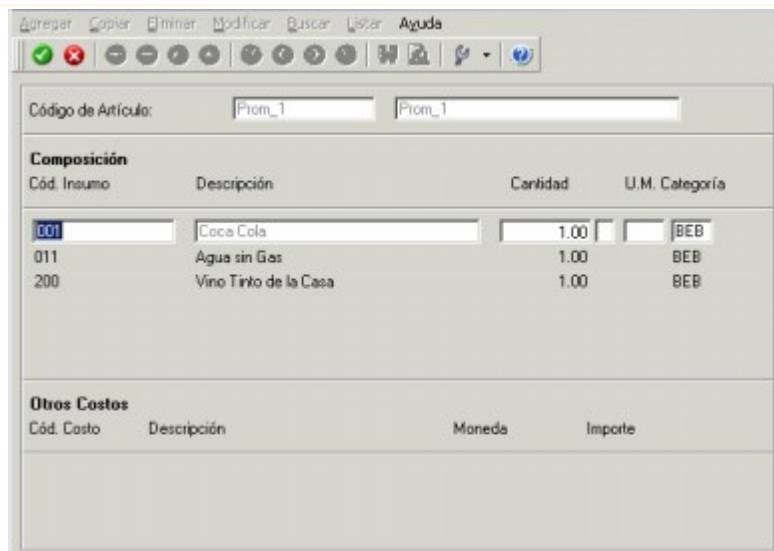 Agregar Copiar Eliminar Modificar Buscar Listar Ayuda
Código de Artículo: Prom_1 Prom_1
Composición
Cód. Insumo Descripción Cantidad U.M. Categoría
001 Coca Cola 1.00 BEB
011 Agua sin Gas 1.00 BEB
200 Vino Tinto de la Casa 1.00 BEB
Otros Costos
Cód. Costo Descripción Moneda Importe